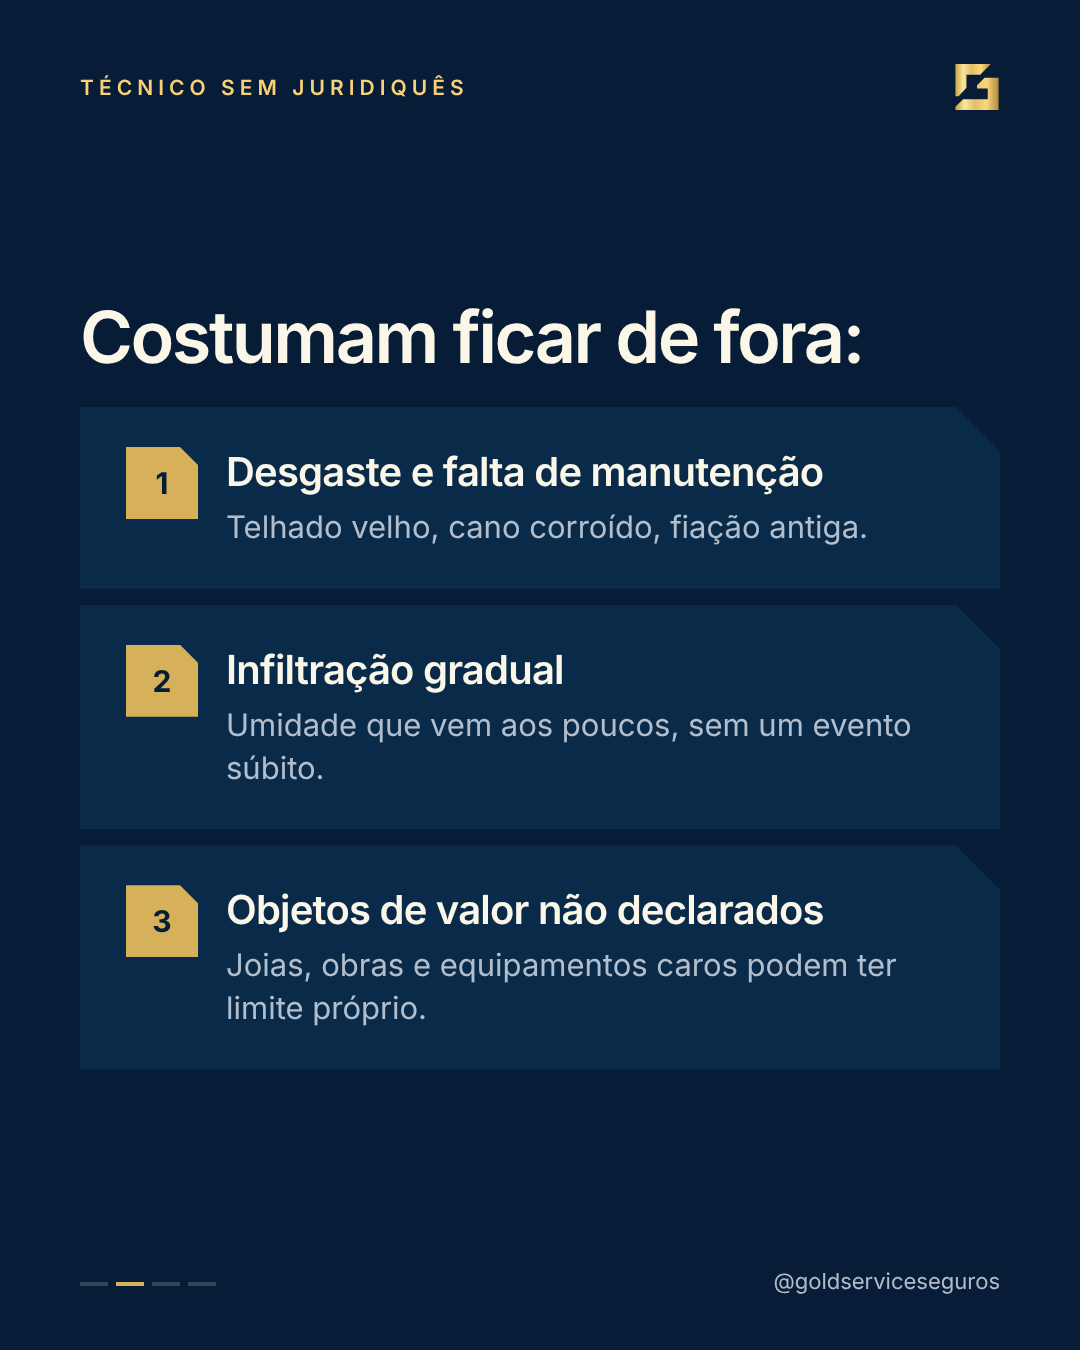 TÉCNICO SEM JURIDIQUÊS
Costumam ficar de fora:
1
Desgaste e falta de manutenção
Telhado velho, cano corroído, fiação antiga.
2
Infiltração gradual
Umidade que vem aos poucos, sem um evento
súbito.
3
Objetos de valor não declarados
Joias, obras e equipamentos caros podem ter
limite próprio.
@goldserviceseguros